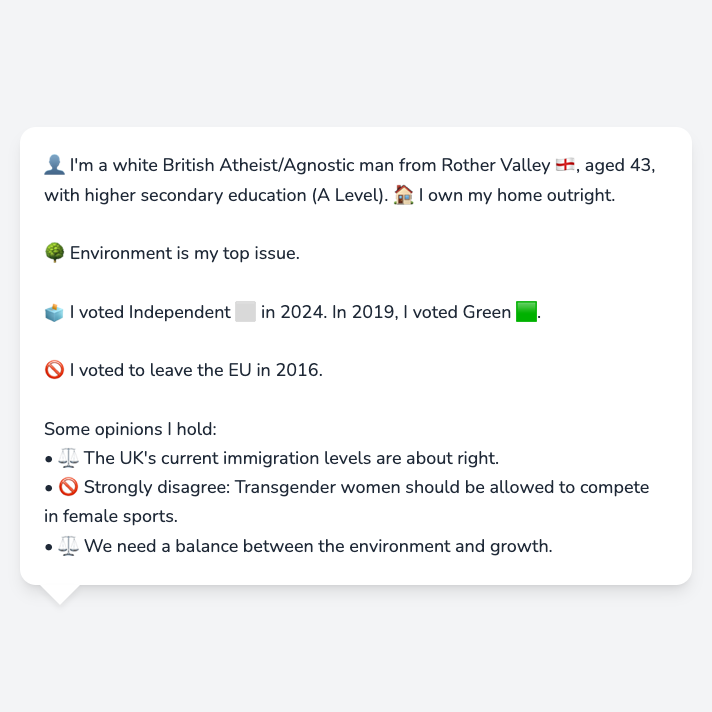 👤 I'm a white British Atheist/Agnostic man from Rother Valley 🏴󠁧󠁢󠁥󠁮󠁧󠁿, aged 43,
with higher secondary education (A Level). 🏠 I own my home outright.
🌳 Environment is my top issue.
🗳️ I voted Independent ⬜ in 2024. In 2019, I voted Green 🟩.
🚫 I voted to leave the EU in 2016.
Some opinions I hold:
• ⚖️ The UK's current immigration levels are about right.
• 🚫 Strongly disagree: Transgender women should be allowed to compete
in female sports.
• ⚖️ We need a balance between the environment and growth.